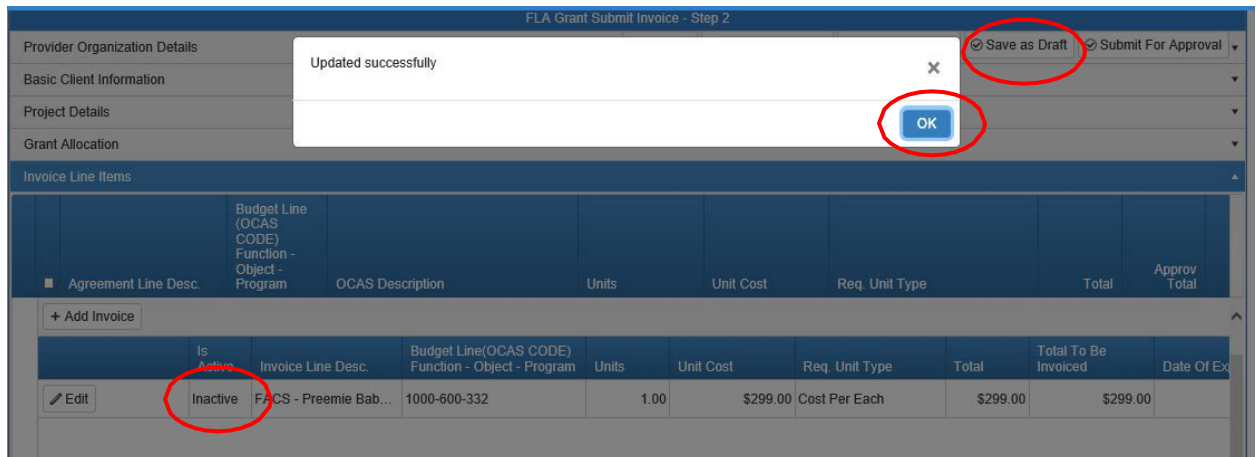 FLA Grant Submit Invoice - Step 2
Provider Organization Details
Save as Draft
Submit For Approval
Updated successfully
×
OK
Basic Client Information
Project Details
Grant Allocation
Invoice Line Items
Agreement Line Desc.
Budget Line
(OCAS
CODE)
Function -
Object -
Program
OCAS Description
Units
Unit Cost
Req. Unit Type
Total
Approv
Total
+ Add Invoice
Is
Active
Invoice Line Desc.
Budget Line(OCAS CODE)
Function - Object - Program
Units
Unit Cost
Req. Unit Type
Total
Total To Be
Invoiced
Date Of Ex
Edit
Inactive
FACS - Preemie Bab...
1000-600-332
1.00
$299.00
Cost Per Each
$299.00
$299.00